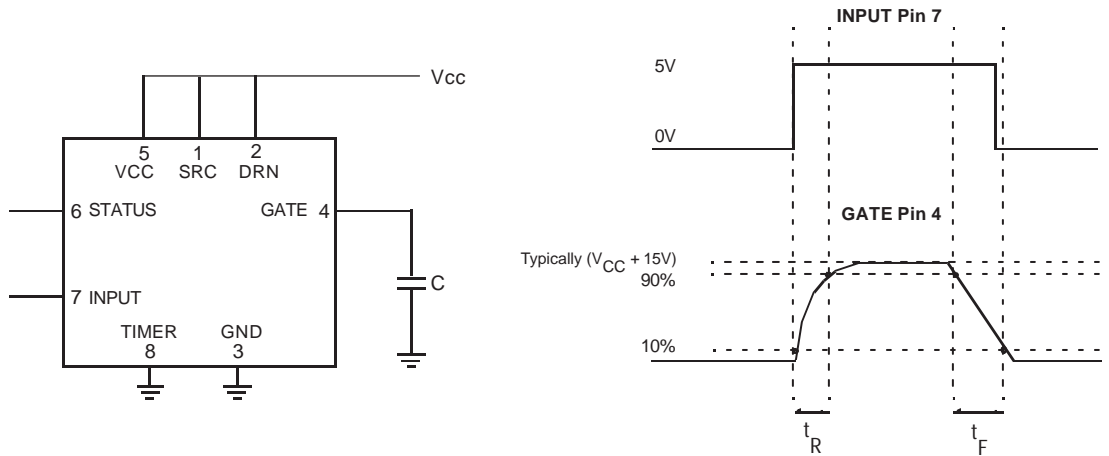 Vcc
5
1
2
VCC
SRC
DRN
6 STATUS
GATE 4
C
7 INPUT
TIMER
GND
8
3
INPUT Pin 7
5V
0V
GATE Pin 4
Typically (VCC + 15V)
90%
10%
tR
tF